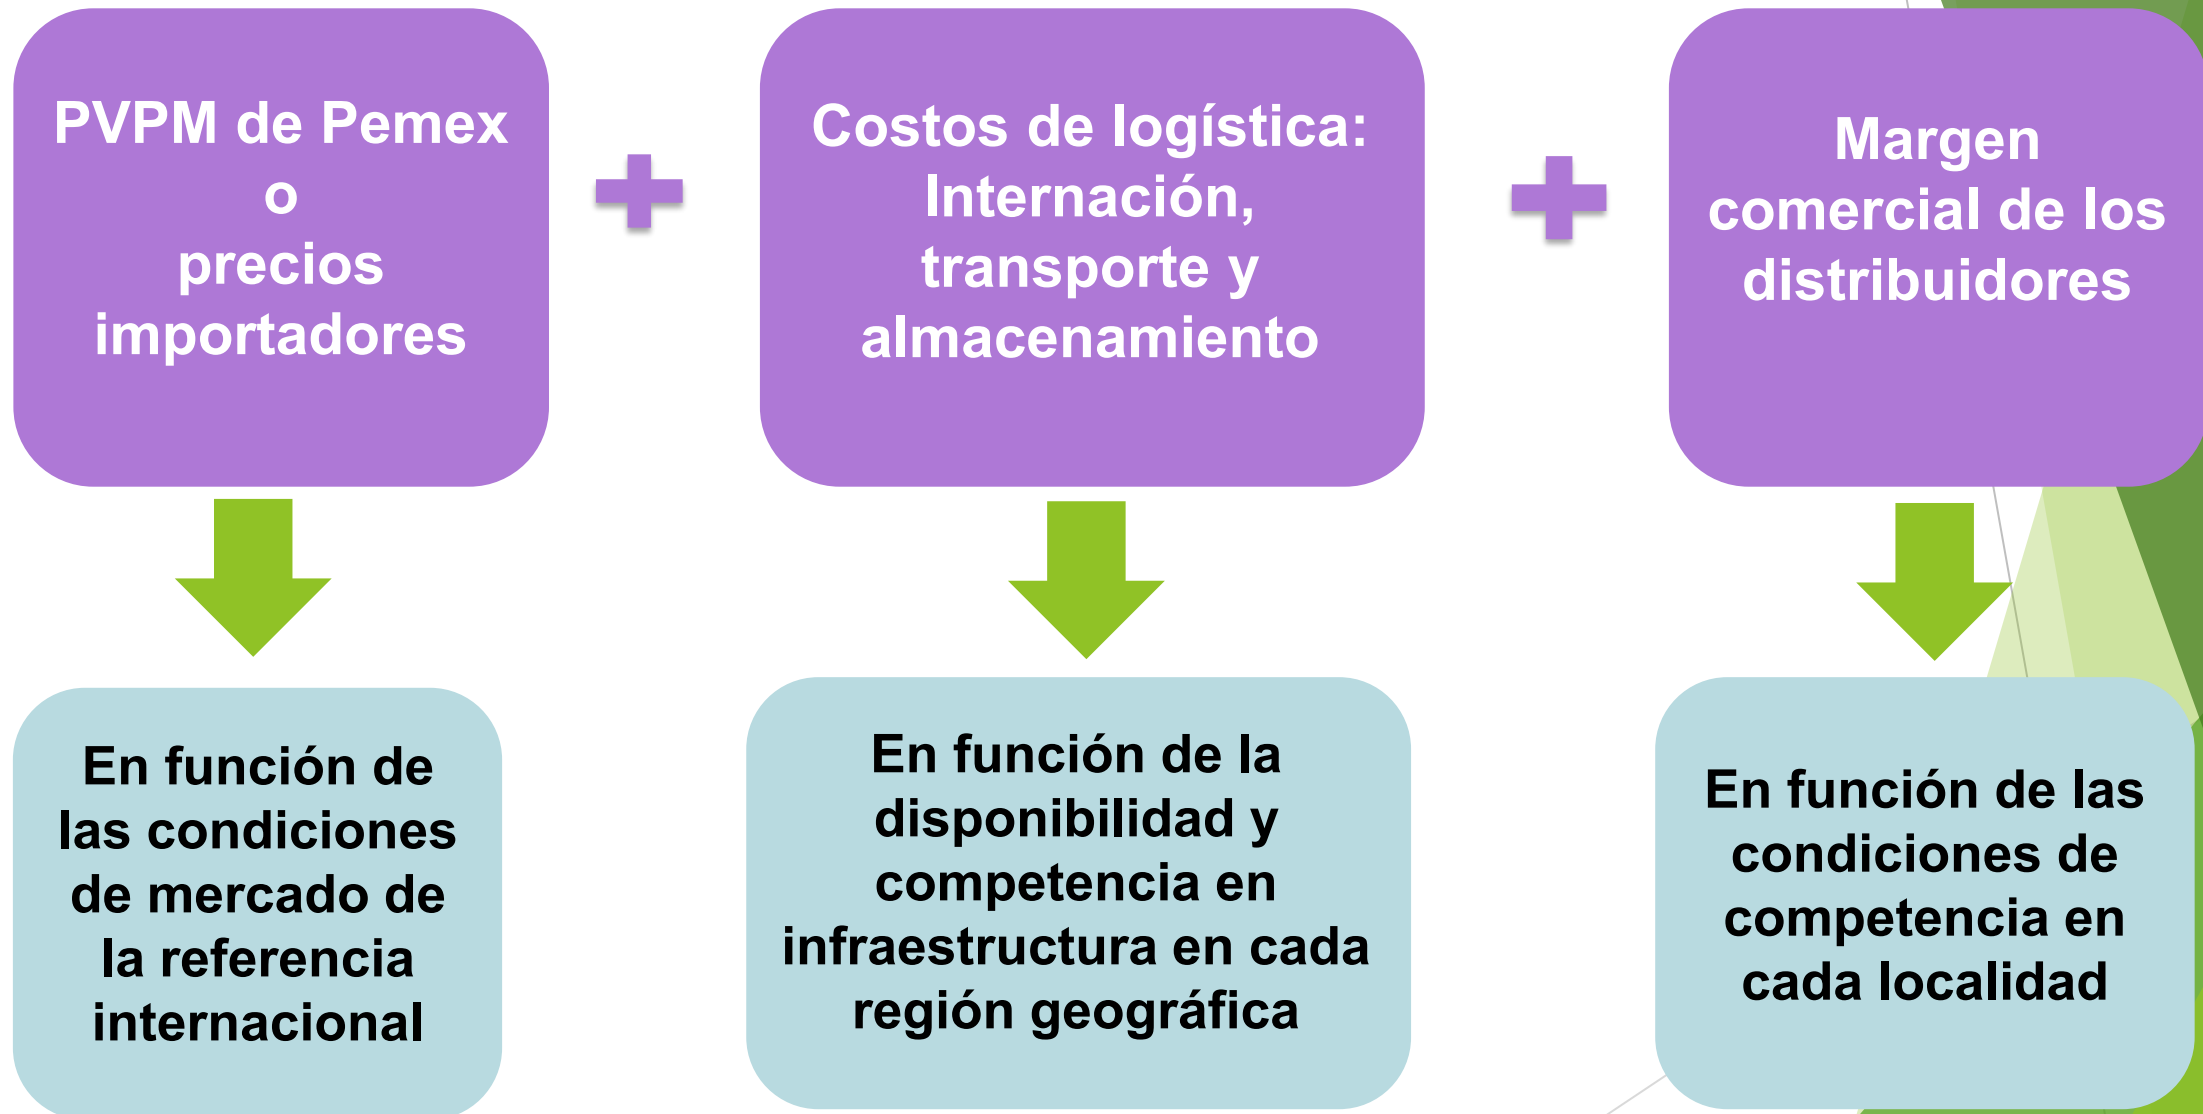 PVPM de Pemex
o
precios
importadores
Costos de logística:
Internación,
transporte y
almacenamiento
Margen
comercial de los
distribuidores
En función de
las condiciones
de mercado de
la referencia
internacional
En función de la
disponibilidad y
competencia en
infraestructura en cada
región geográfica
En función de las
condiciones de
competencia en
cada localidad